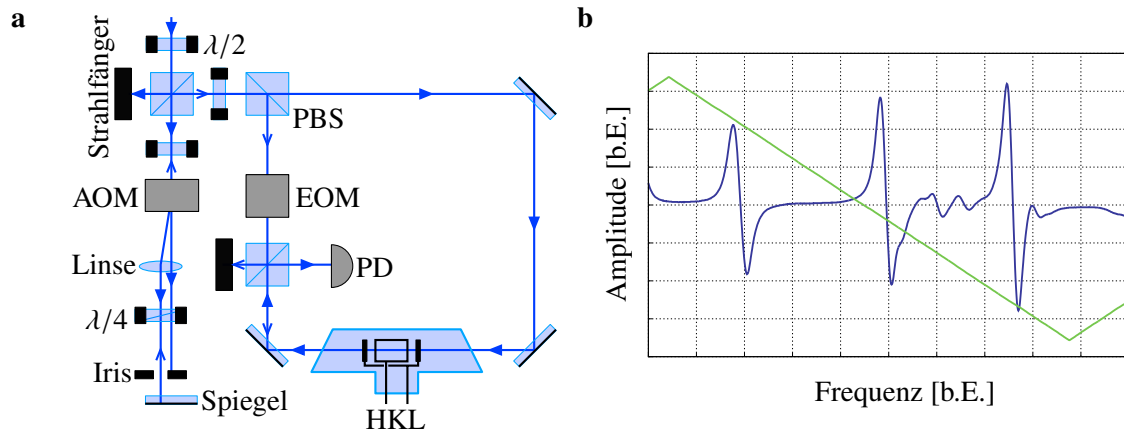 a
Strahlfänger
λ/2
PBS
AOM
EOM
Linse
PD
λ/4
Iris
Spiegel
HKL
b
Amplitude [b.E.]
Frequenz [b.E.]